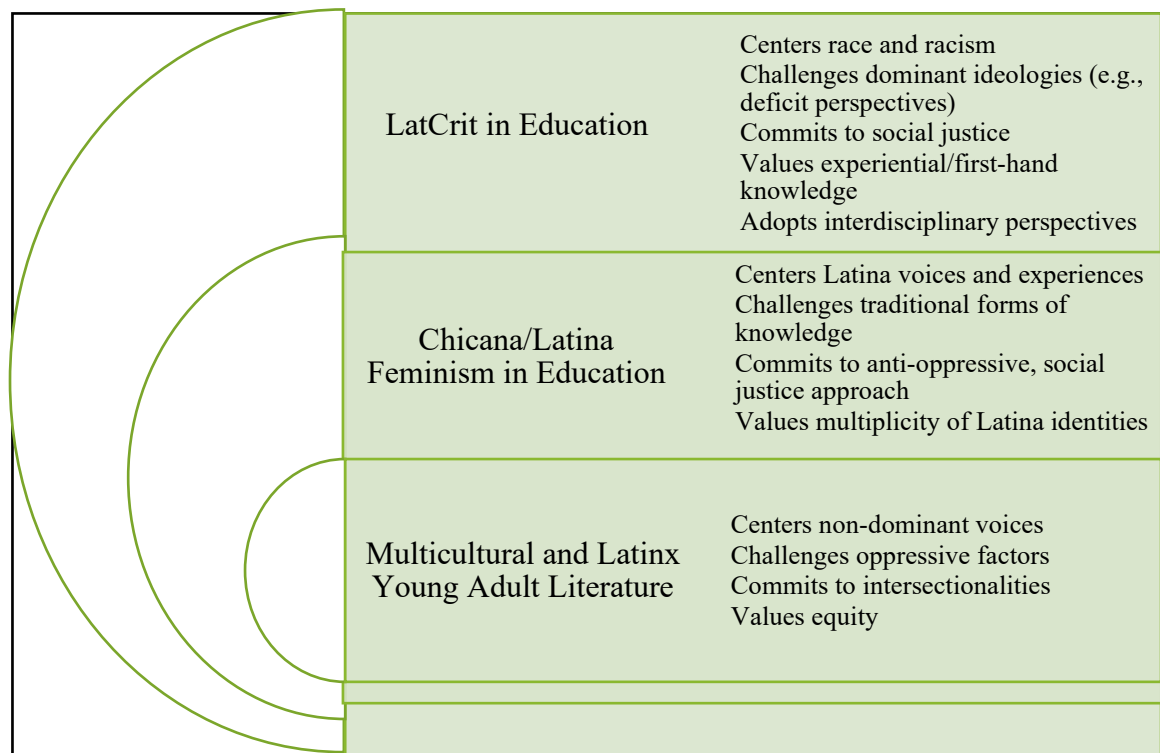 LatCrit in Education
Centers race and racism
Challenges dominant ideologies (e.g.,
deficit perspectives)
Commits to social justice
Values experiential/first-hand
knowledge
Adopts interdisciplinary perspectives
Chicana/Latina
Feminism in Education
Centers Latina voices and experiences
Challenges traditional forms of
knowledge
Commits to anti-oppressive, social
justice approach
Values multiplicity of Latina identities
Multicultural and Latinx
Young Adult Literature
Centers non-dominant voices
Challenges oppressive factors
Commits to intersectionalities
Values equity